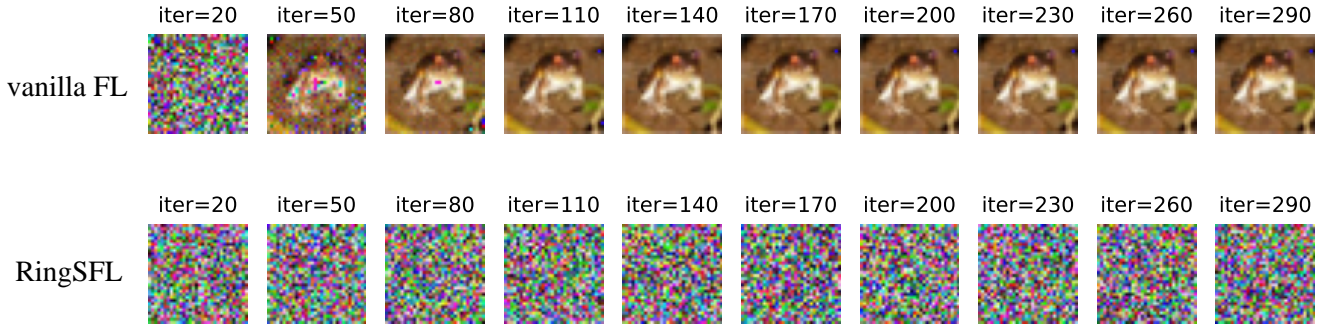 iter=20 iter=50 iter=80 iter=110 iter=140 iter=170 iter=200 iter=230 iter=260 iter=290
vanilla FL
iter=20 iter=50 iter=80 iter=110 iter=140 iter=170 iter=200 iter=230 iter=260 iter=290
RingSFL